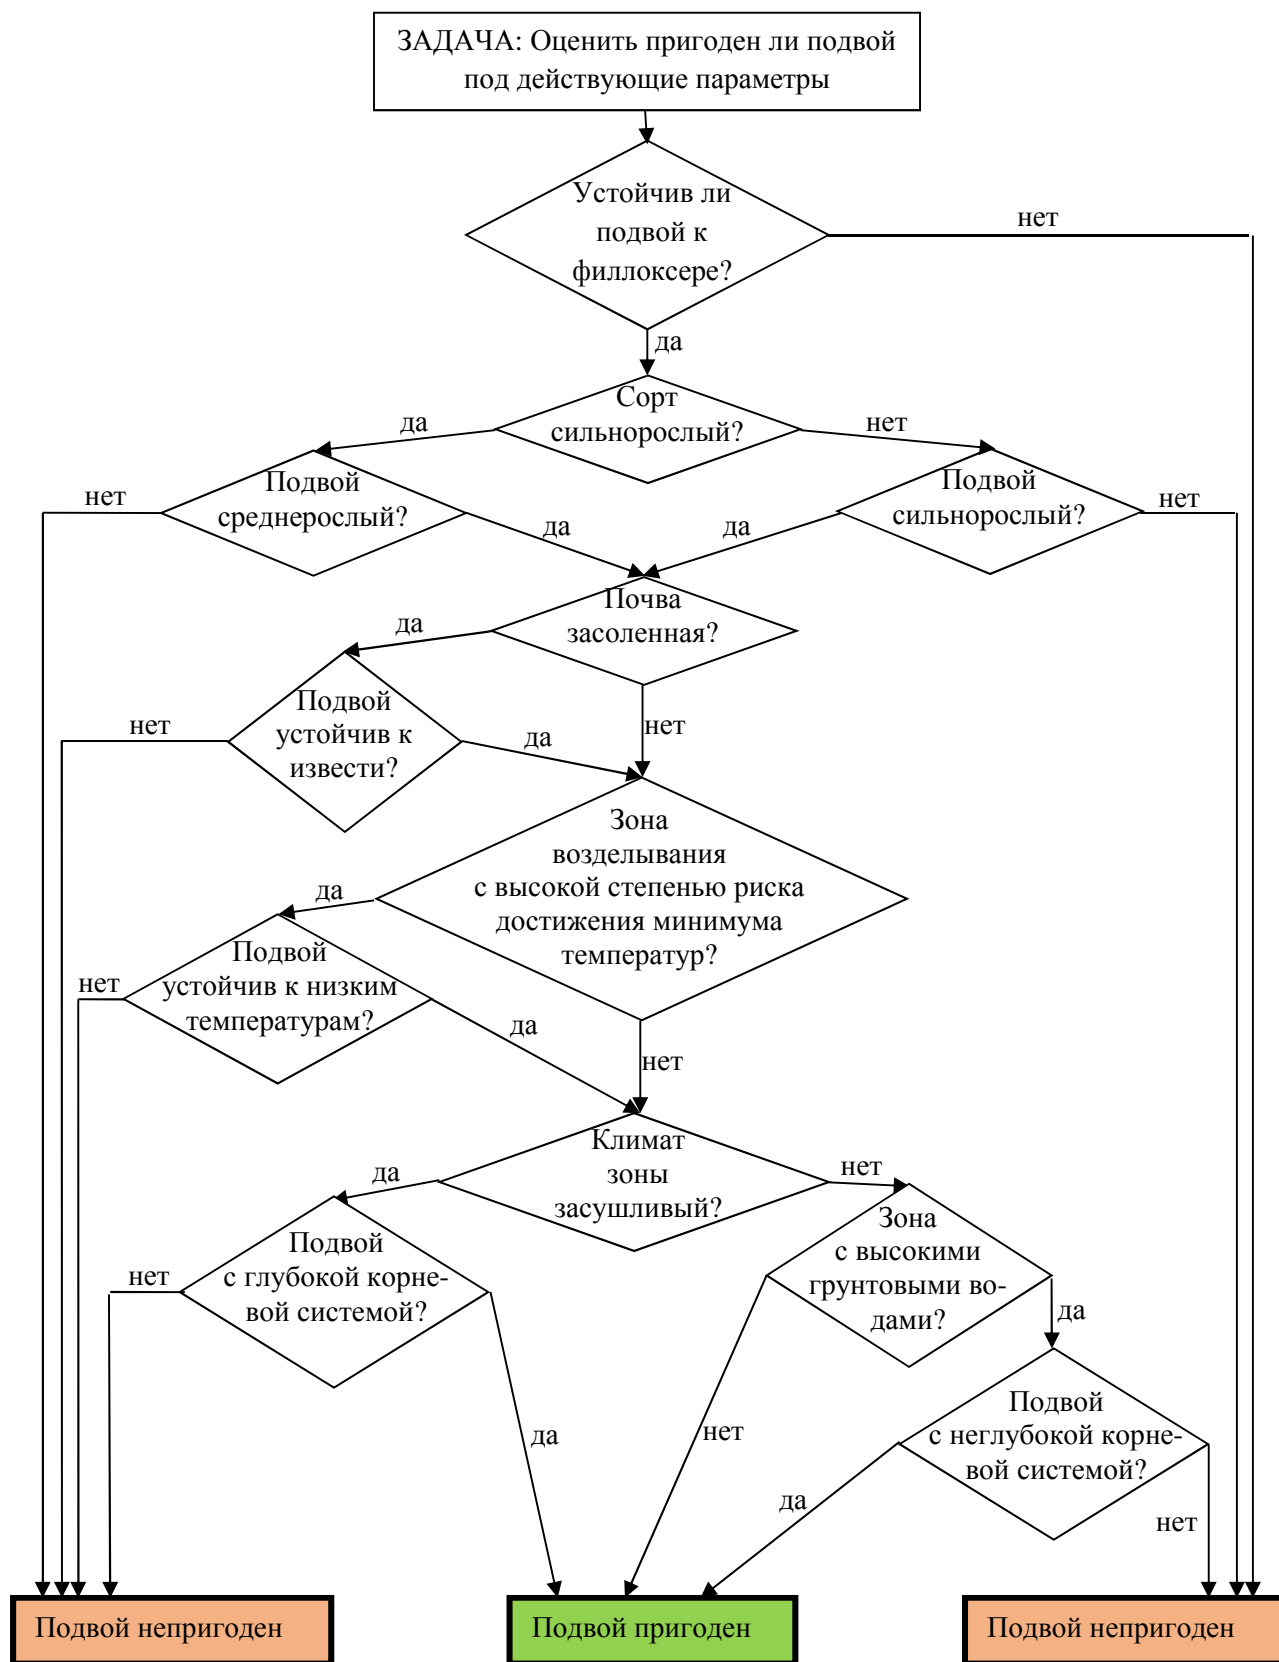 ЗАДАЧА: Оценить пригоден ли подвой
под действующие параметры
Устойчив ли
подвой к
филлоксере?
нет
да
Сорт
сильнорослый?
да
нет
Подвой
среднерослый?
нет
да
Подвой
сильнорослый?
да
нет
Почва
засоленная?
да
нет
Подвой
устойчив к
извести?
нет
да
Зона
возделывания
с высокой степенью риска
достижения минимума
температур?
да
нет
Подвой
устойчив к низким
температурам?
нет
да
Климат
зоны
засушливый?
да
нет
Подвой
с глубокой корне-
вой системой?
нет
да
Зона
с высокими
грунтовыми во-
дами?
нет
да
Подвой
с неглубокой корне-
вой системой?
да
нет
Подвой непригоден
Подвой пригоден
Подвой непригоден